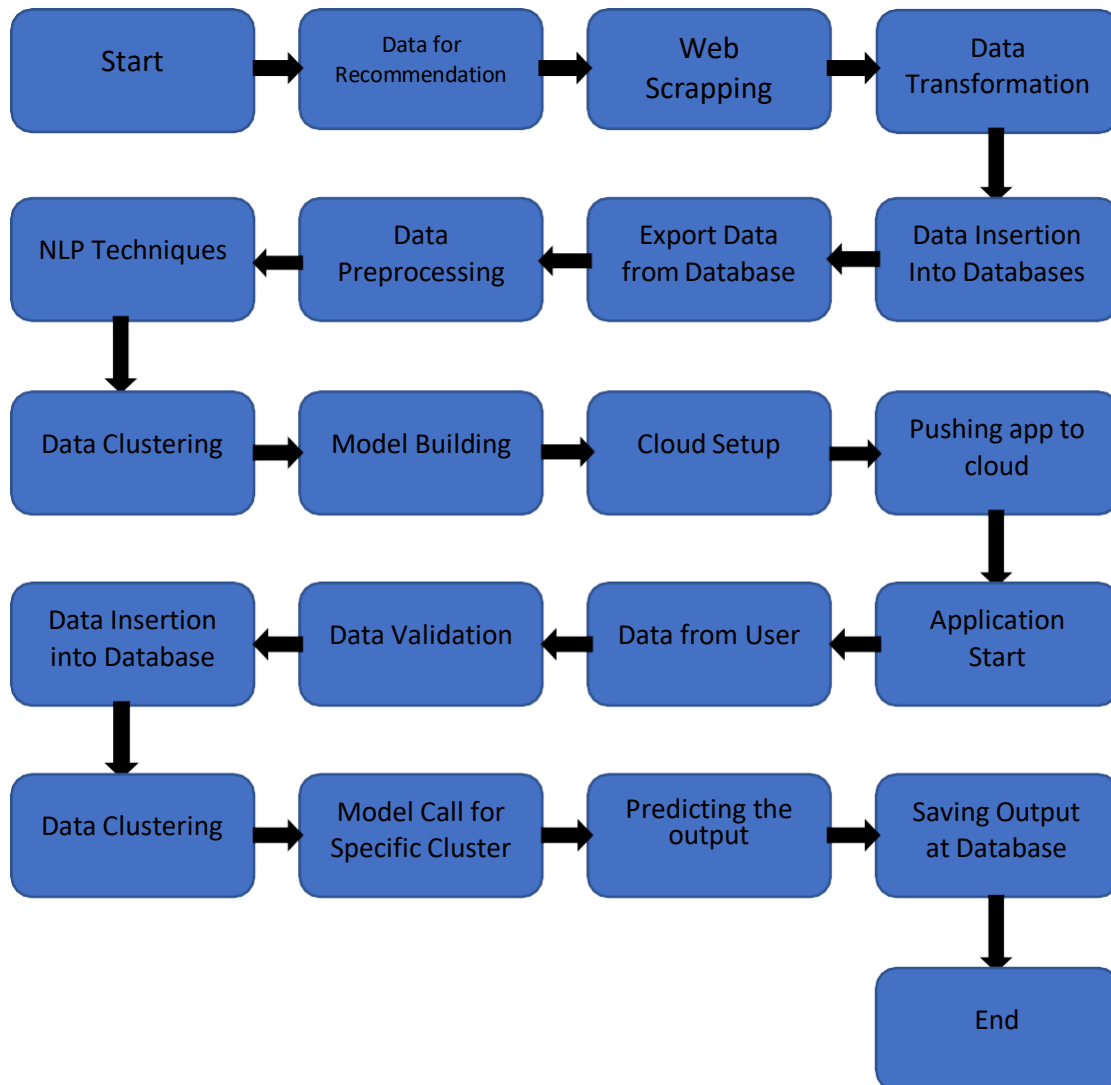 Start
Data for
Recommendation
Web
Scrapping
Data
Transformation
Data Insertion
Into Databases
Export Data
from Database
Data
Preprocessing
NLP Techniques
Data Clustering
Model Building
Cloud Setup
Pushing app to
cloud
Application
Start
Data from User
Data Validation
Data Insertion
into Database
Data Clustering
Model Call for
Specific Cluster
Predicting the
output
Saving Output
at Database
End